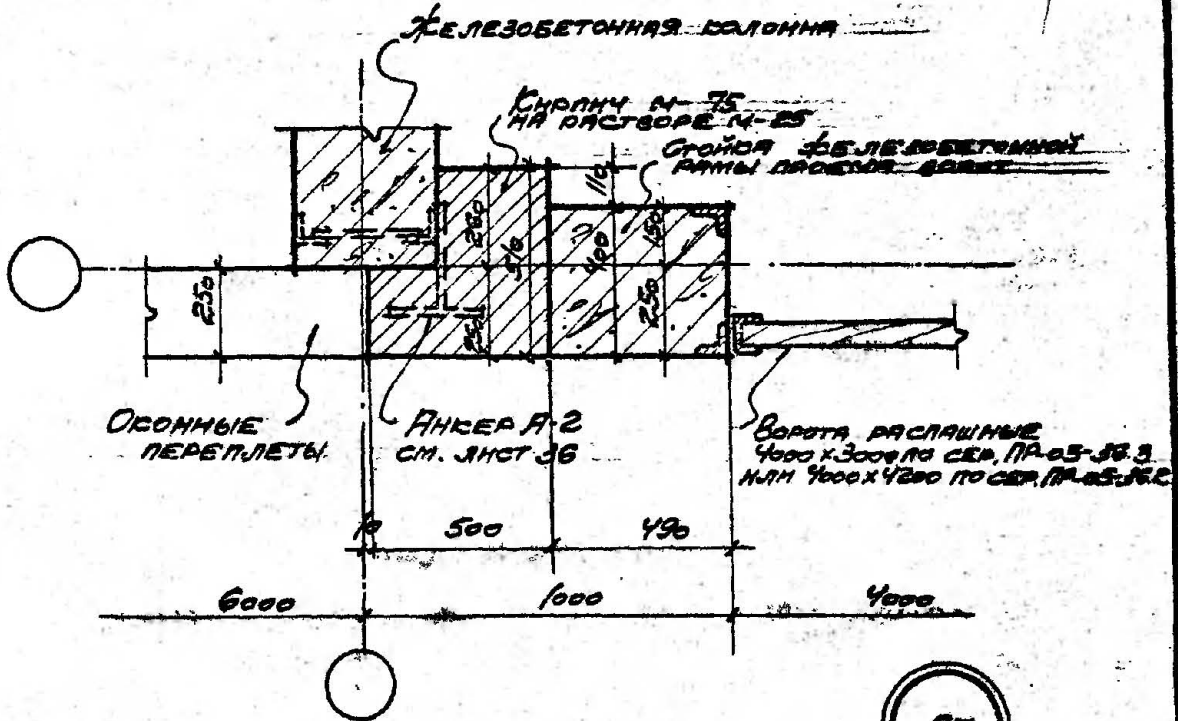 Железобетонная колонна
Кирпич М-75
на растворе М-25
Стойка железобетонной
рамы проема ворот
110
260
510
400
150
250
250
250
Оконные
переплеты
Анкер А-2
см. лист 36
Ворота распашные
4000х3000 по сер. ПР-05-36.3
или 4000х4200 по сер. ПР-05-36.2
10
500
490
6000
1000
4000